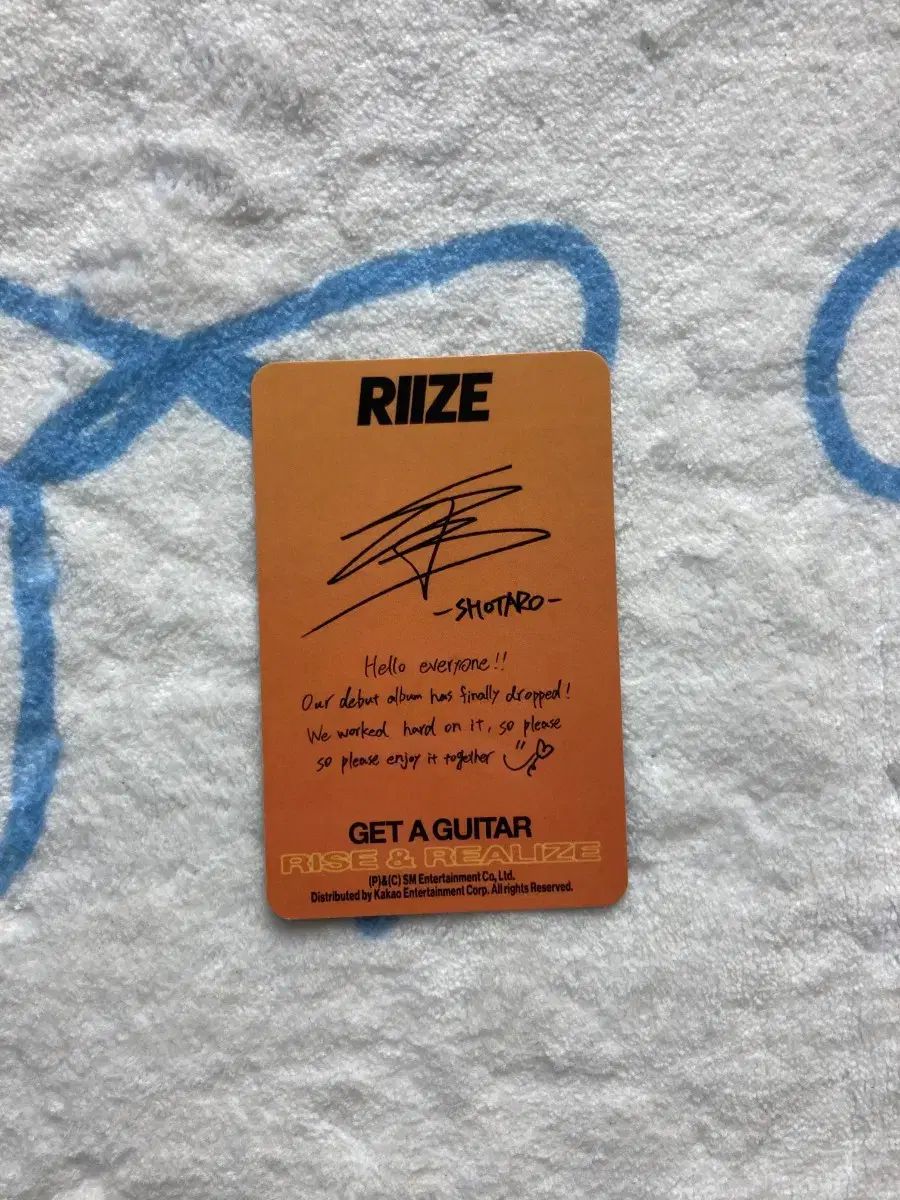 RIIZE
-SHOTARO-
Hello everyone!!
Our debut album has finally dropped!
We worked hard on it, so please
so please enjoy it together
GET A GUITAR
RISE & REALIZE
(P)&(C) SM Entertainment Co., Ltd.
Distributed by Kakao Entertainment Corp. All rights Reserved.